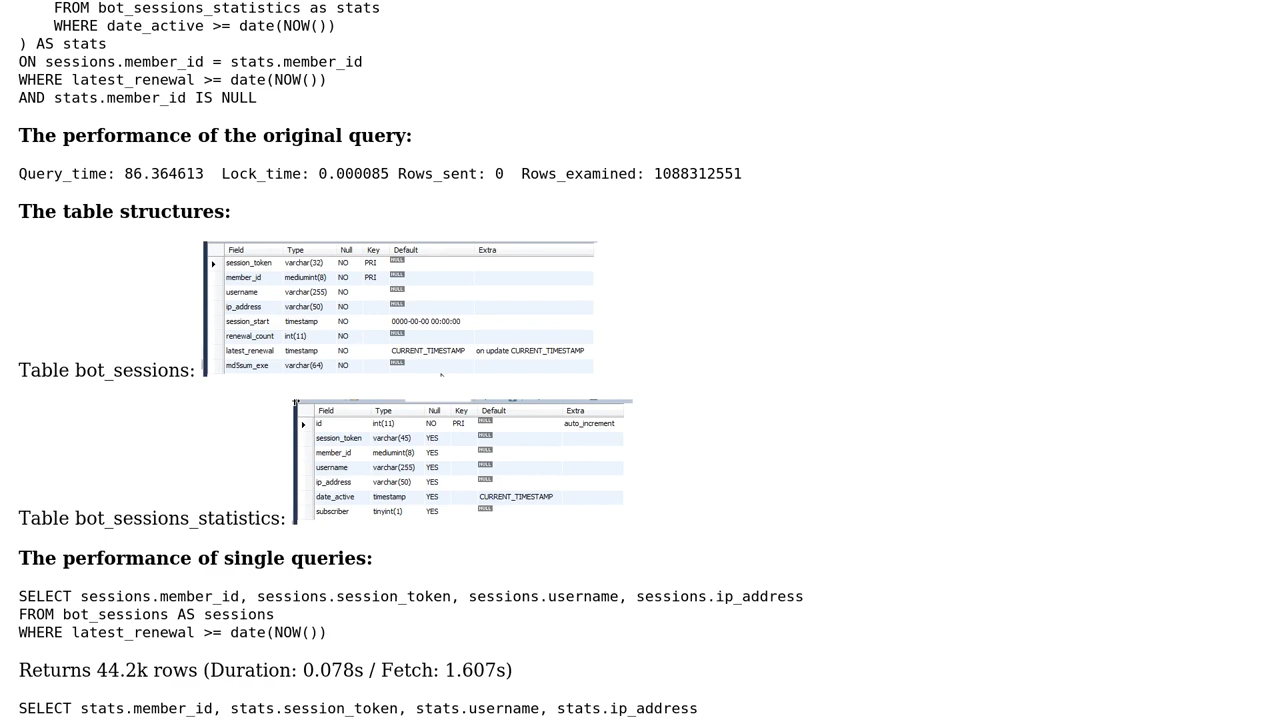 FROM bot_sessions_statistics as stats
WHERE date_active >= date(NOW())
) AS stats
ON sessions.member_id = stats.member_id
WHERE latest_renewal >= date(NOW())
AND stats.member_id IS NULL
The performance of the original query:
Query_time: 86.364613  Lock_time: 0.000085 Rows_sent: 0  Rows_examined: 1088312551
The table structures:
Field Type Null Key Default Extra
session_token varchar(32) NO PRI NULL
member_id mediumint(8) NO PRI NULL
username varchar(255) NO NULL
ip_address varchar(50) NO NULL
session_start timestamp NO 0000-00-00 00:00:00
renewal_count int(11) NO NULL
latest_renewal timestamp NO CURRENT_TIMESTAMP on update CURRENT_TIMESTAMP
md5sum_exe varchar(64) NO NULL
Table bot_sessions:
Field Type Null Key Default Extra
id int(11) NO PRI NULL auto_increment
session_token varchar(45) YES NULL
member_id mediumint(8) YES NULL
username varchar(255) YES NULL
ip_address varchar(50) YES NULL
date_active timestamp YES CURRENT_TIMESTAMP
subscriber tinyint(1) YES NULL
Table bot_sessions_statistics:
The performance of single queries:
SELECT sessions.member_id, sessions.session_token, sessions.username, sessions.ip_address
FROM bot_sessions AS sessions
WHERE latest_renewal >= date(NOW())
Returns 44.2k rows (Duration: 0.078s / Fetch: 1.607s)
SELECT stats.member_id, stats.session_token, stats.username, stats.ip_address